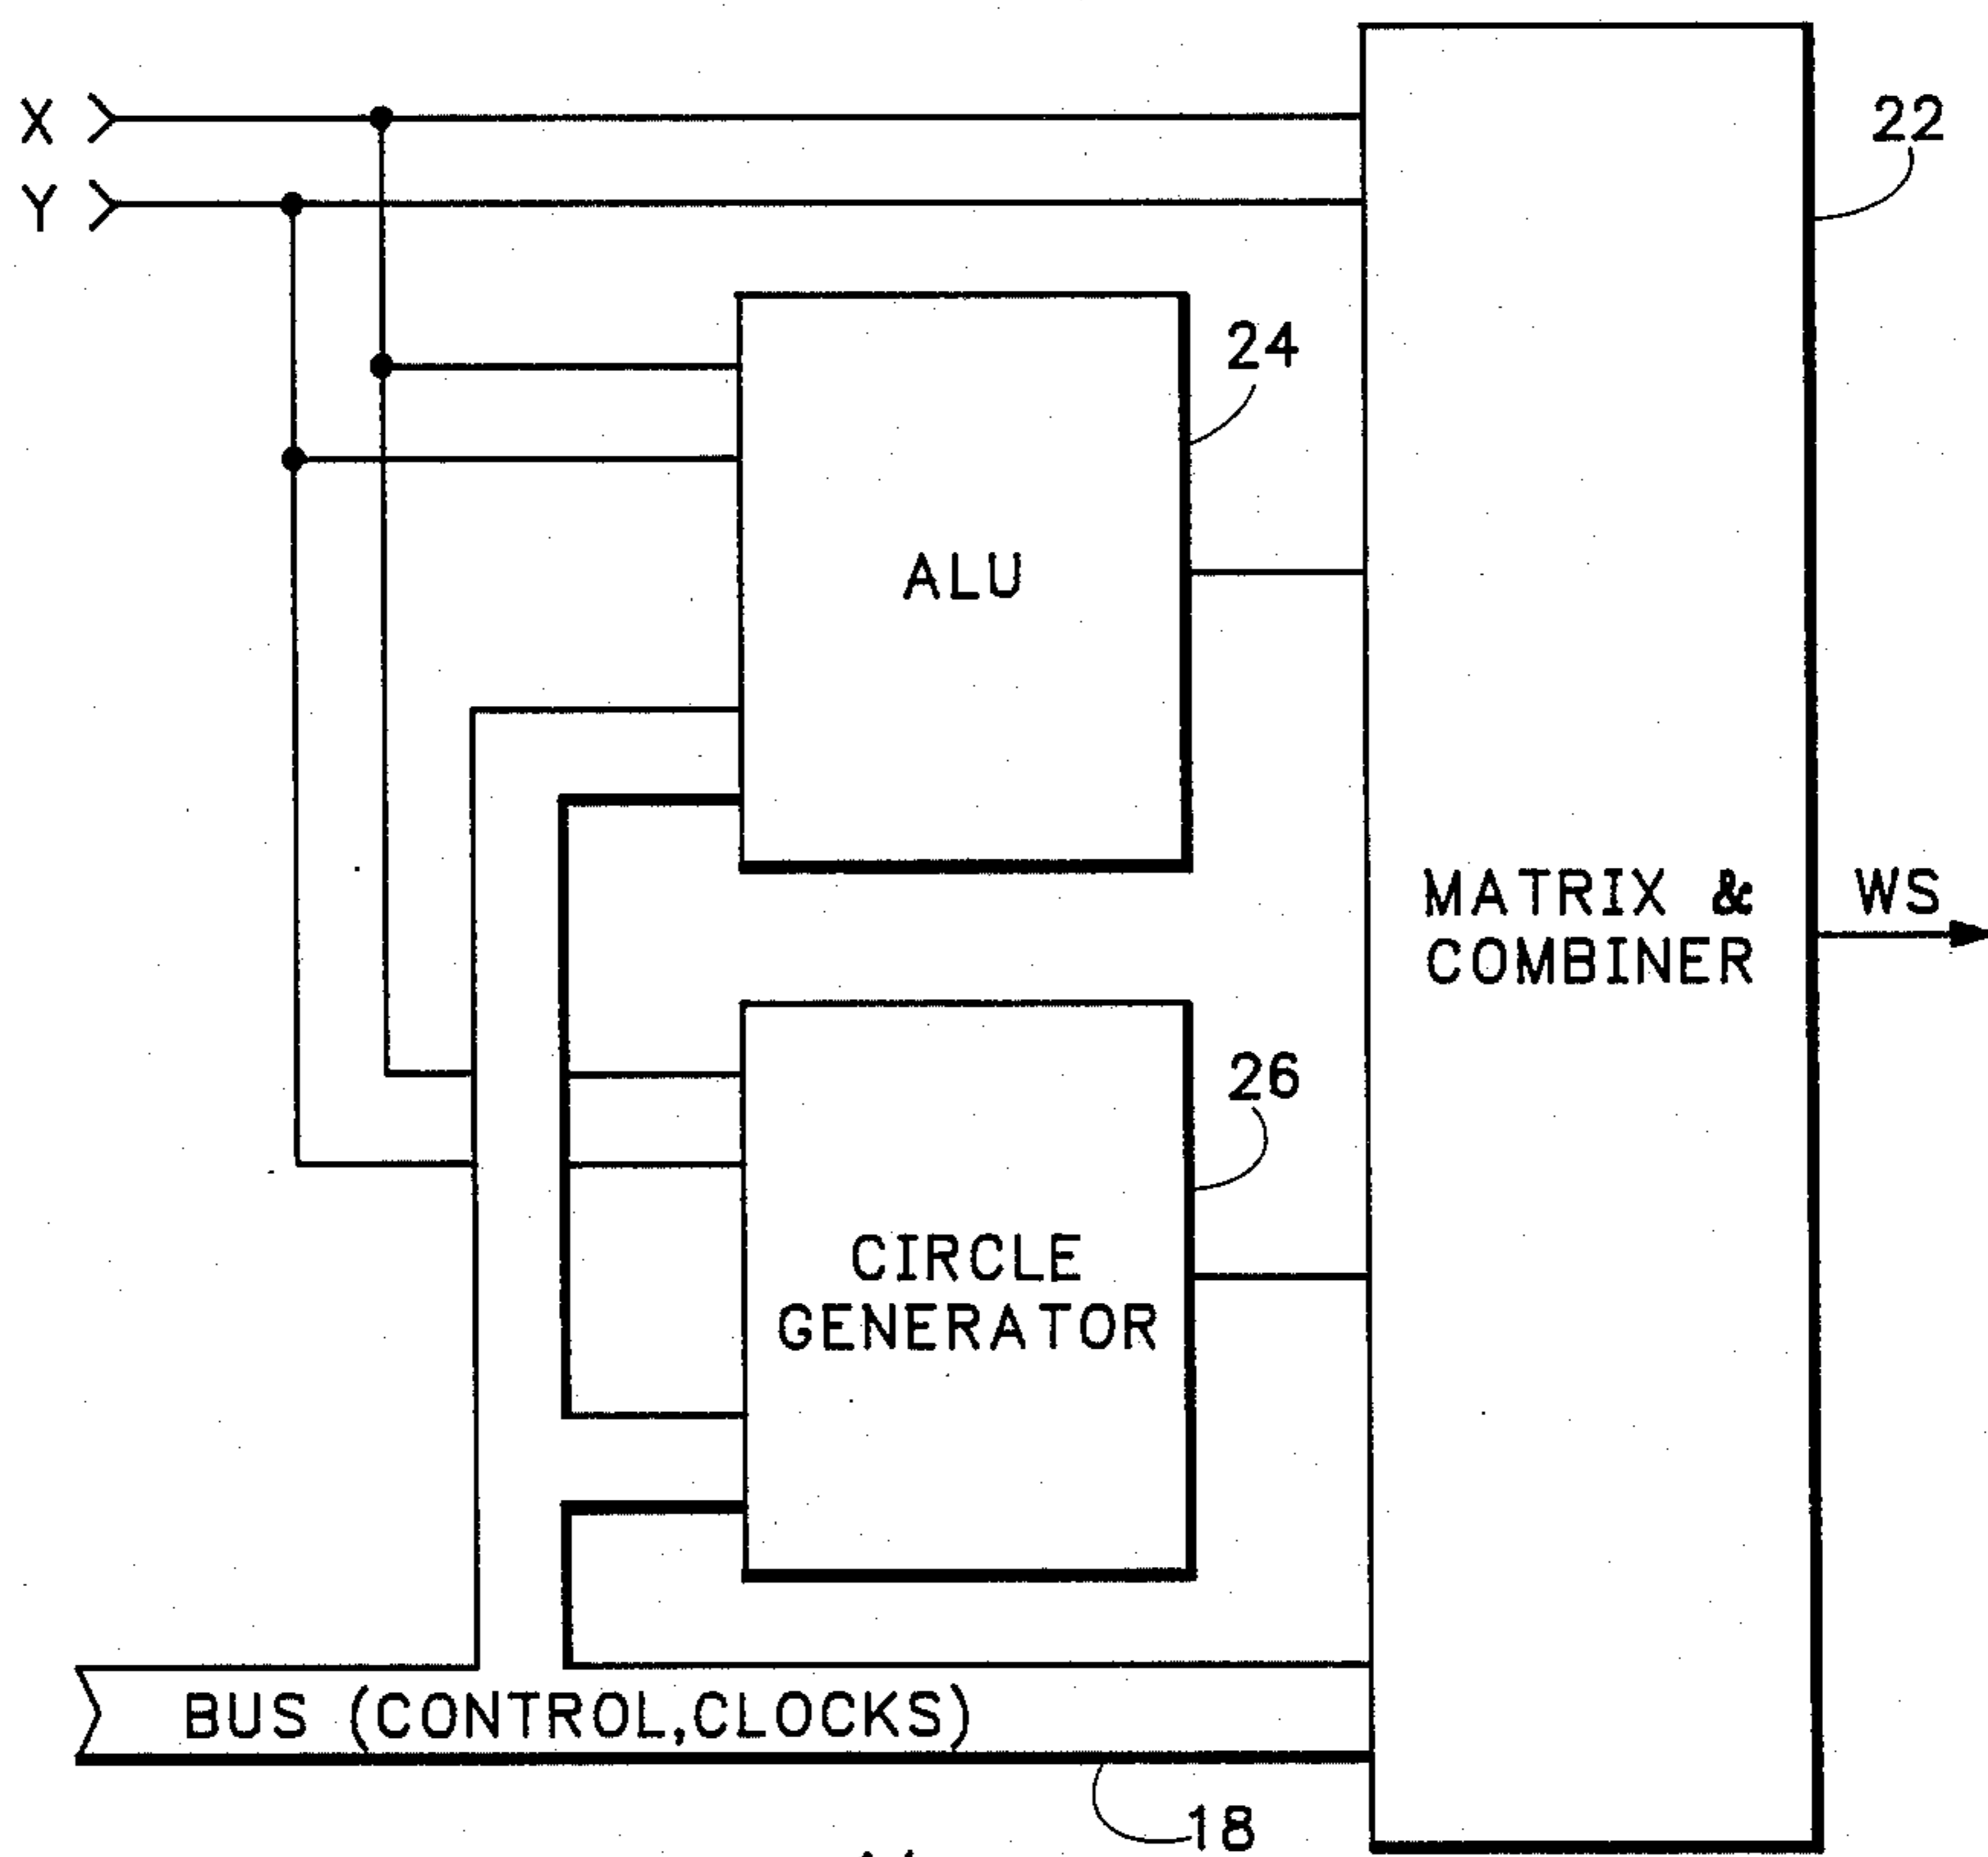 X
Y
22
24
ALU
MATRIX &
COMBINER
WS
26
CIRCLE
GENERATOR
BUS (CONTROL,CLOCKS)
18